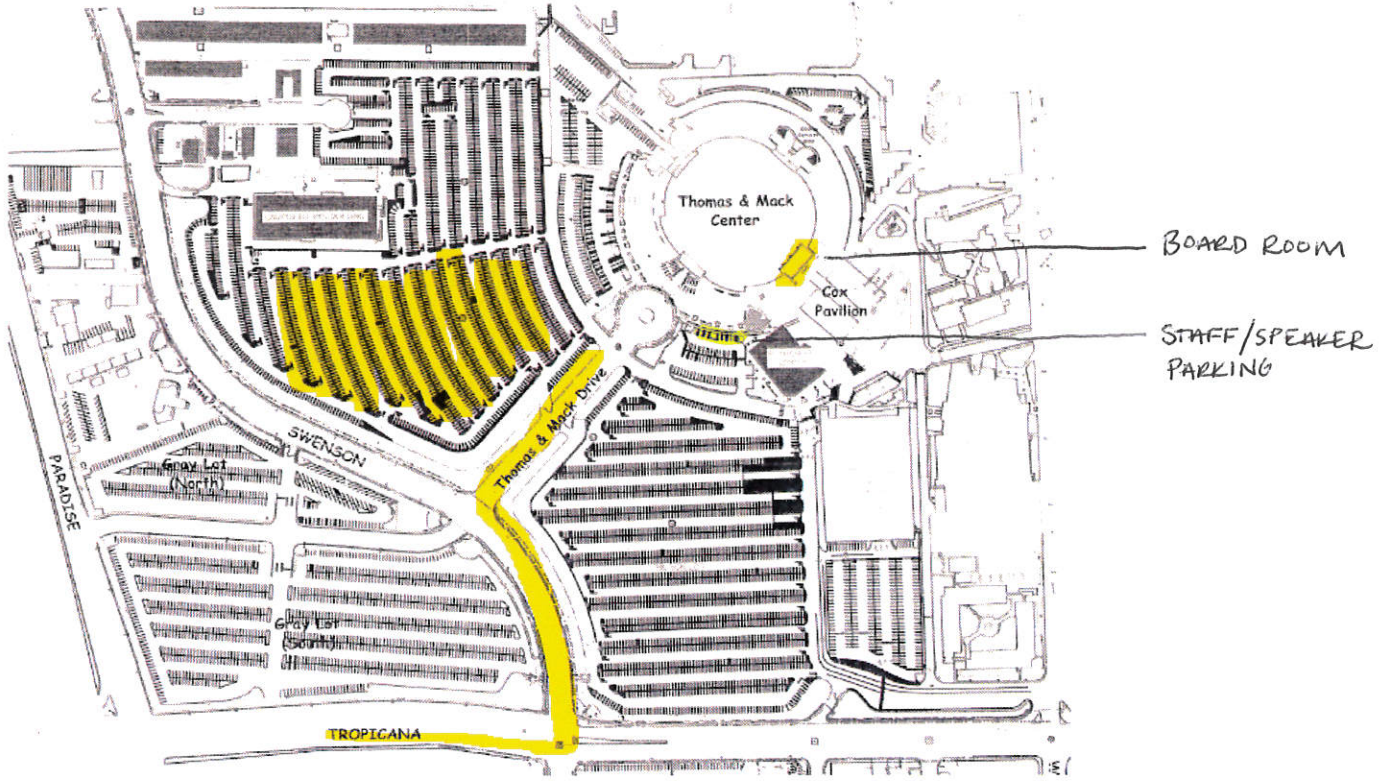 Thomas & Mack
Center
BOARD ROOM
Cox
Pavilion
STAFF/SPEAKER
PARKING
Thomas & Mack Drive
SWENSON
Gray Lot
(North)
PARADISE
Gray Lot
(South)
TROPICANA